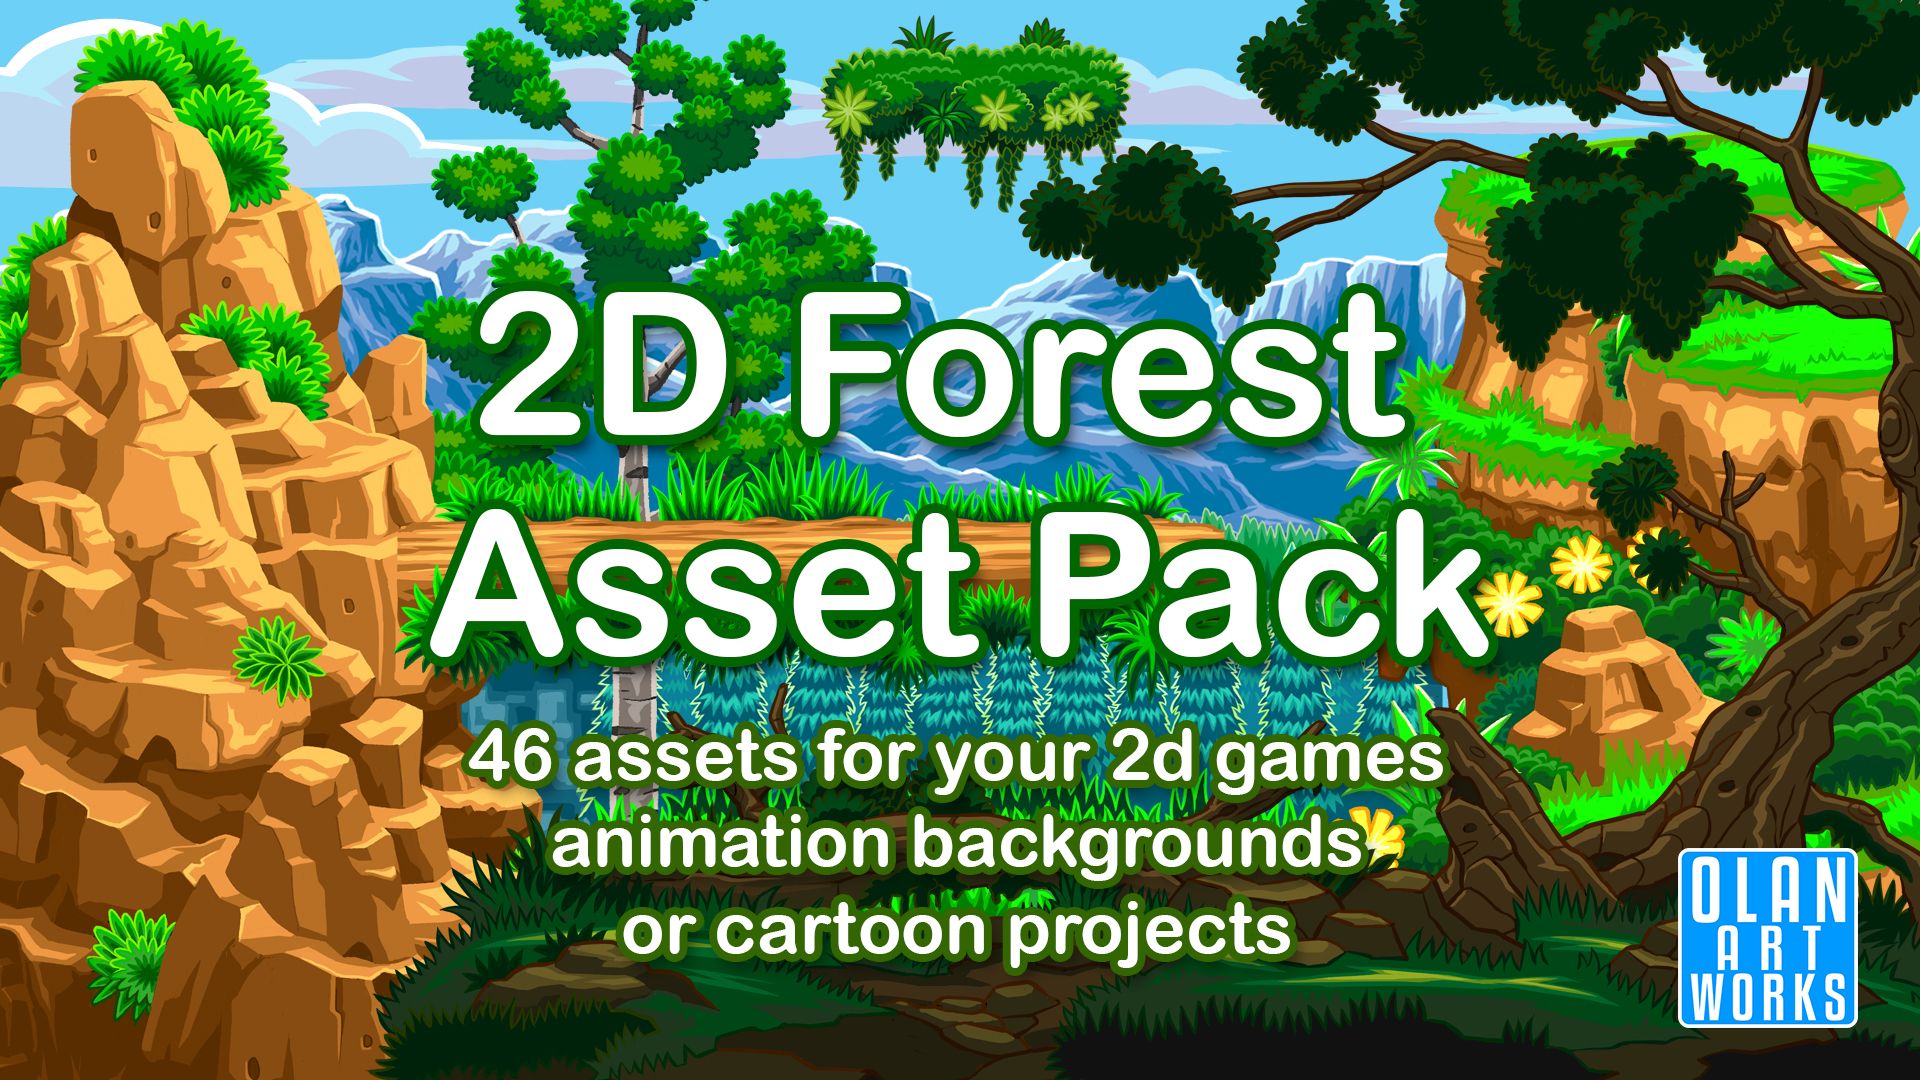 2D Forest
Asset Pack
46 assets for your 2d games
animation backgrounds
or cartoon projects
OLAN
ART
WORKS